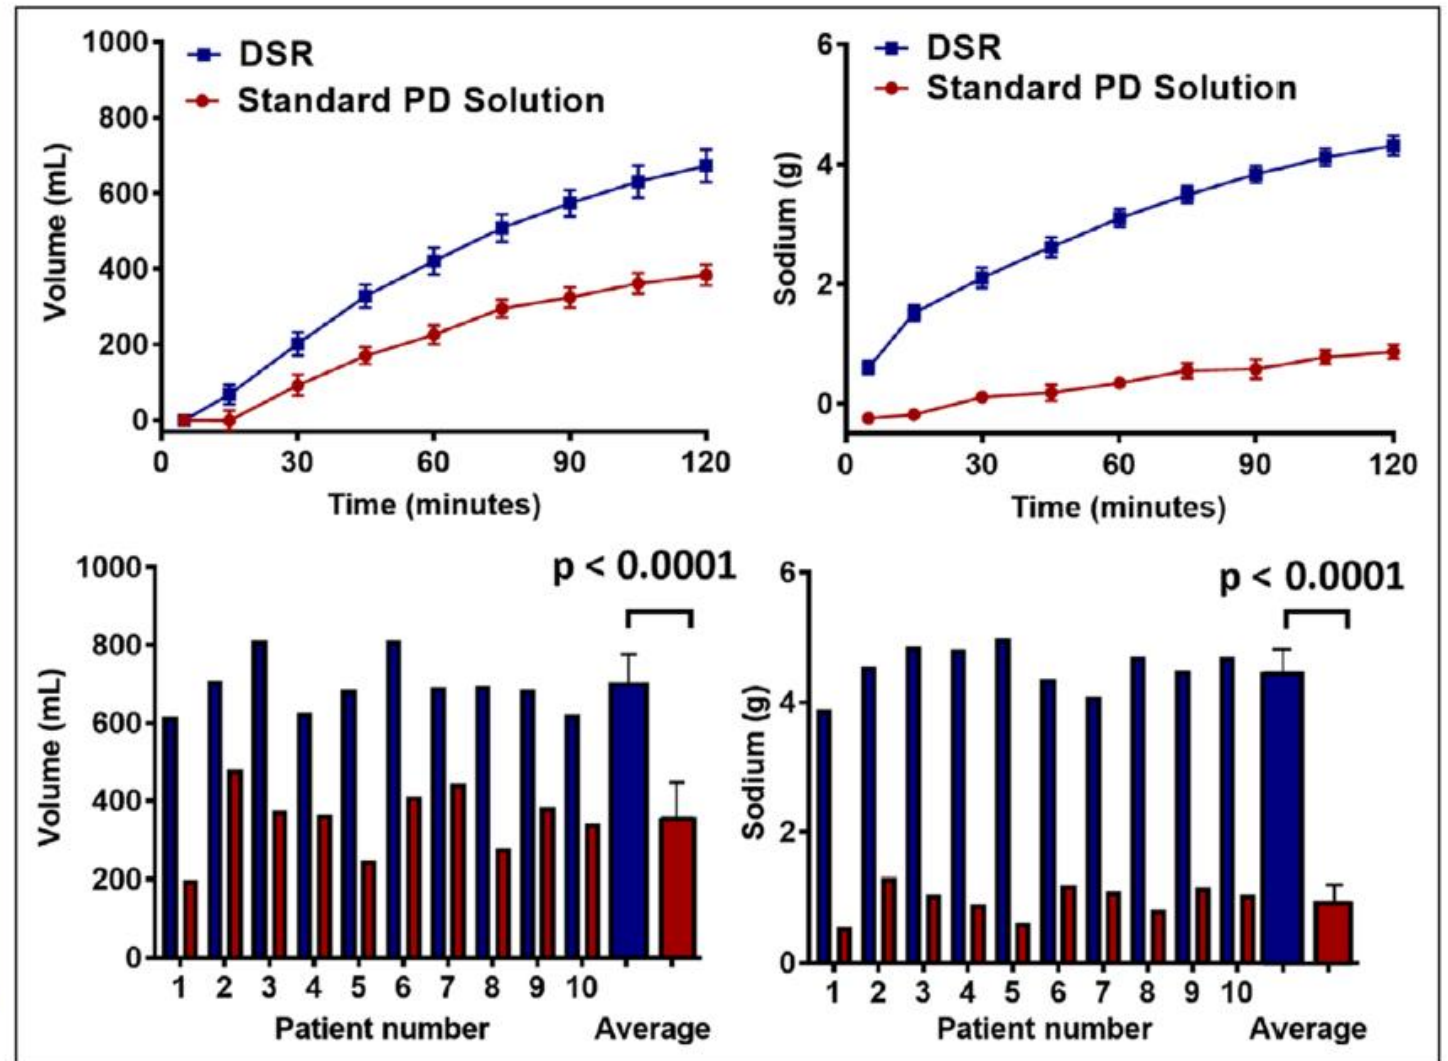 DSR
Standard PD Solution
1000
800
600
400
200
0
Volume (mL)
0 30 60 90 120
Time (minutes)
DSR
Standard PD Solution
6
4
2
0
Sodium (g)
0 30 60 90 120
Time (minutes)
p < 0.0001
1000
800
600
400
200
0
Volume (mL)
1 2 3 4 5 6 7 8 9 10
Patient number Average
p < 0.0001
6
4
2
0
Sodium (g)
1 2 3 4 5 6 7 8 9 10
Patient number Average